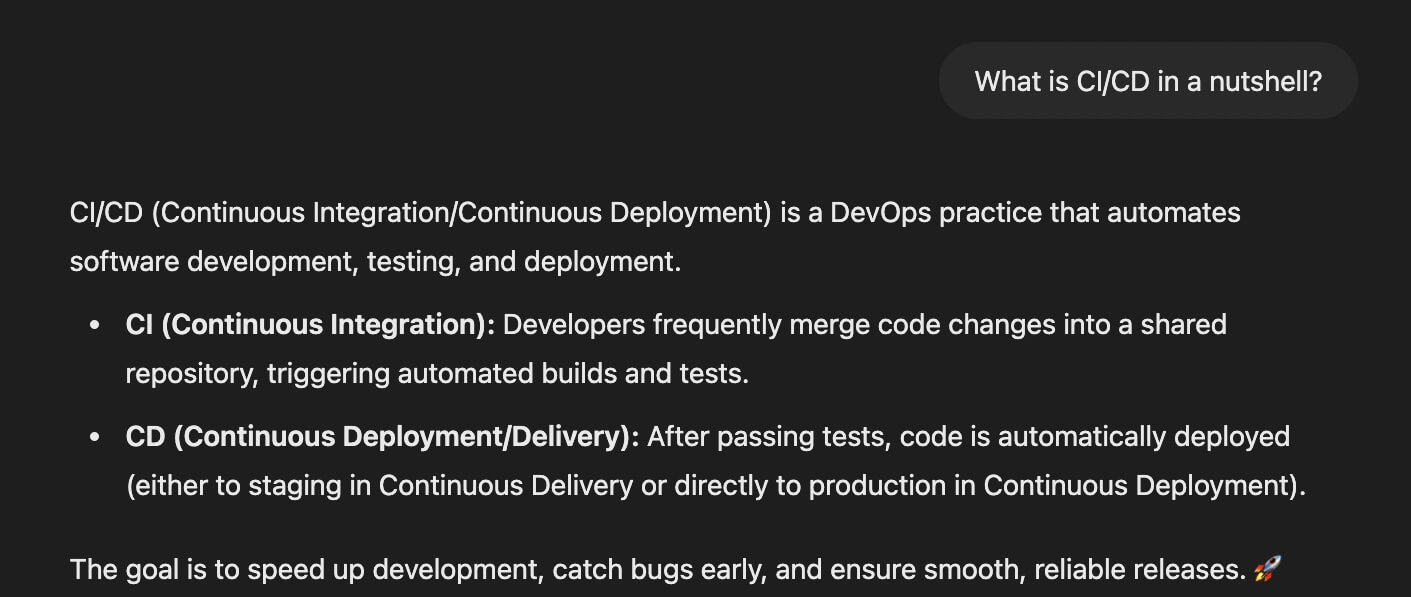 What is CI/CD in a nutshell?
CI/CD (Continuous Integration/Continuous Deployment) is a DevOps practice that automates
software development, testing, and deployment.
• CI (Continuous Integration): Developers frequently merge code changes into a shared
repository, triggering automated builds and tests.
• CD (Continuous Deployment/Delivery): After passing tests, code is automatically deployed
(either to staging in Continuous Delivery or directly to production in Continuous Deployment).
The goal is to speed up development, catch bugs early, and ensure smooth, reliable releases. 🚀